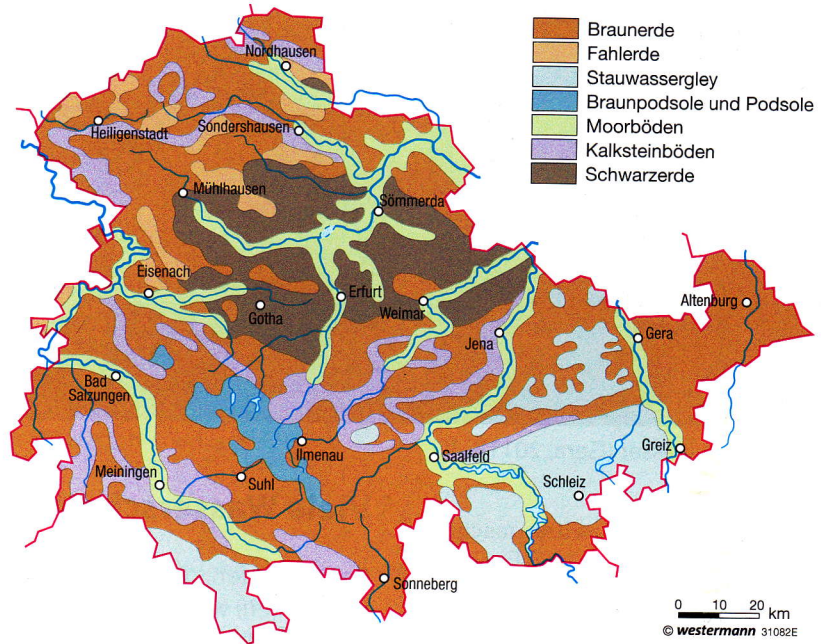 Braunerde
Fahlerde
Stauwassergley
Braunpodsole und Podsole
Moorböden
Kalksteinböden
Schwarzerde
Nordhausen
Heiligenstadt
Sondershausen
Mühlhausen
Sömmerda
Eisenach
Gotha
Erfurt
Weimar
Jena
Gera
Altenburg
Bad
Salzungen
Ilmenau
Saalfeld
Greiz
Meiningen
Suhl
Schleiz
Sonneberg
0 10 20 km
© westermann 31082E